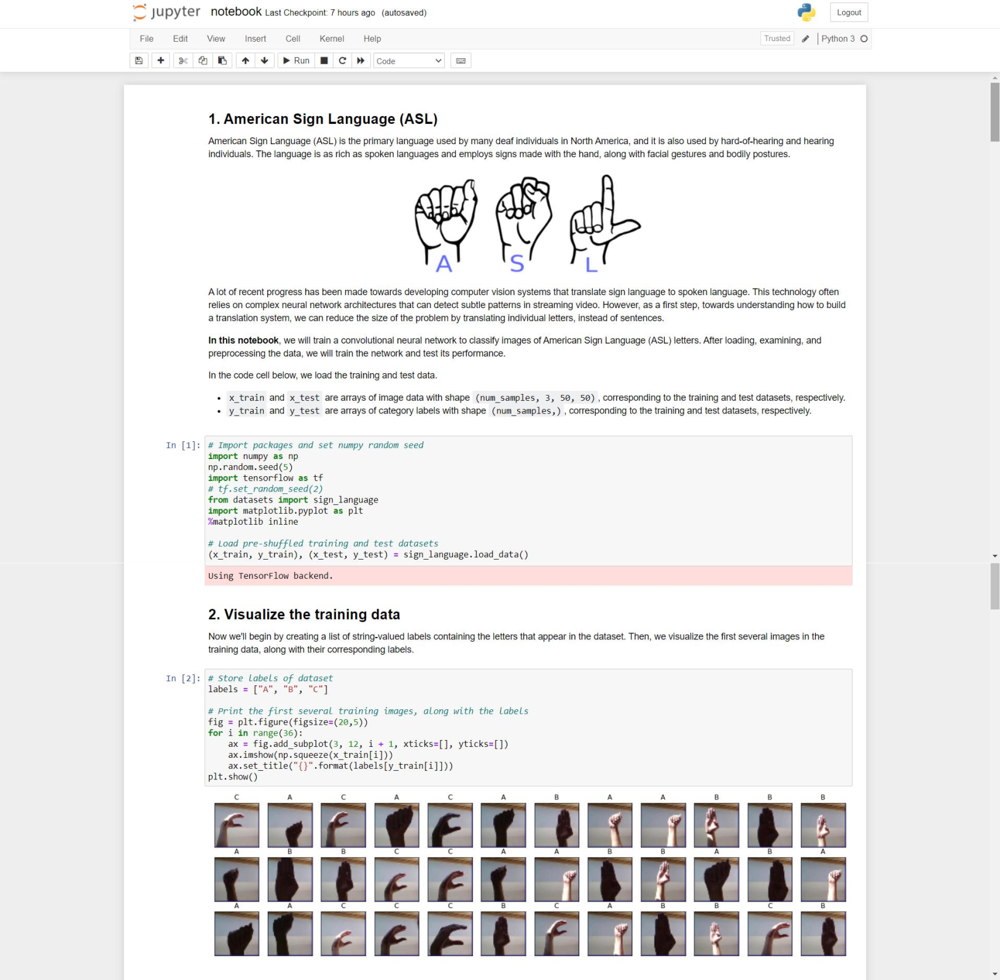 jupyter notebook Last Checkpoint: 7 hours ago (autosaved) Logout
File Edit View Insert Cell Kernel Help Trusted Python 3
Run Code
1. American Sign Language (ASL)
American Sign Language (ASL) is the primary language used by many deaf individuals in North America, and it is also used by hard-of-hearing and hearing
individuals. The language is as rich as spoken languages and employs signs made with the hand, along with facial gestures and bodily postures.
A S L
A lot of recent progress has been made towards developing computer vision systems that translate sign language to spoken language. This technology often
relies on complex neural network architectures that can detect subtle patterns in streaming video. However, as a first step, towards understanding how to build
a translation system, we can reduce the size of the problem by translating individual letters, instead of sentences.
In this notebook, we will train a convolutional neural network to classify images of American Sign Language (ASL) letters. After loading, examining, and
preprocessing the data, we will train the network and test its performance.
In the code cell below, we load the training and test data.
• x_train and x_test are arrays of image data with shape (num_samples, 3, 50, 50) , corresponding to the training and test datasets, respectively.
• y_train and y_test are arrays of category labels with shape (num_samples,) , corresponding to the training and test datasets, respectively.
In [1]: # Import packages and set numpy random seed
import numpy as np
np.random.seed(5)
import tensorflow as tf
# tf.set_random_seed(2)
from datasets import sign_language
import matplotlib.pyplot as plt
%matplotlib inline
# Load pre-shuffled training and test datasets
(x_train, y_train), (x_test, y_test) = sign_language.load_data()
Using TensorFlow backend.
2. Visualize the training data
Now we'll begin by creating a list of string-valued labels containing the letters that appear in the dataset. Then, we visualize the first several images in the
training data, along with their corresponding labels.
In [2]: # Store labels of dataset
labels = ["A", "B", "C"]
# Print the first several training images, along with the labels
fig = plt.figure(figsize=(20,5))
for i in range(36):
    ax = fig.add_subplot(3, 12, i + 1, xticks=[], yticks=[])
    ax.imshow(np.squeeze(x_train[i]))
    ax.set_title("{}".format(labels[y_train[i]]))
plt.show()
C A C A C A B A A B B B
A B B C C A A B B A B A
A A C C C B C A B B C B